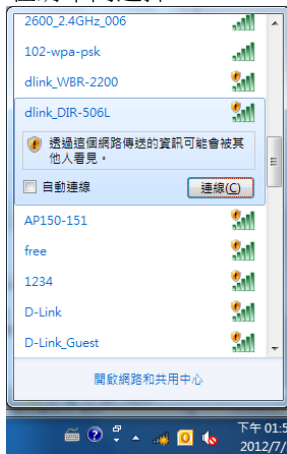 2600_2.4GHz_006
102-wpa-psk
dlink_WBR-2200
dlink_DIR-506L
透過這個網路傳送的資訊可能會被其
他人看見。
自動連線
連線(C)
AP150-151
free
1234
D-Link
D-Link_Guest
開啟網路和共用中心
下午 01:5
2012/7/